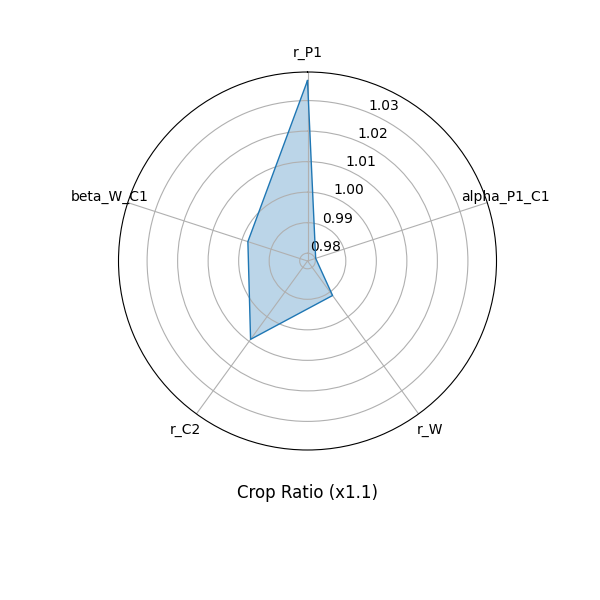 r_P1
1.03
1.02
1.01
1.00
0.99
0.98
beta_W_C1
alpha_P1_C1
r_C2
r_W
Crop Ratio (x1.1)